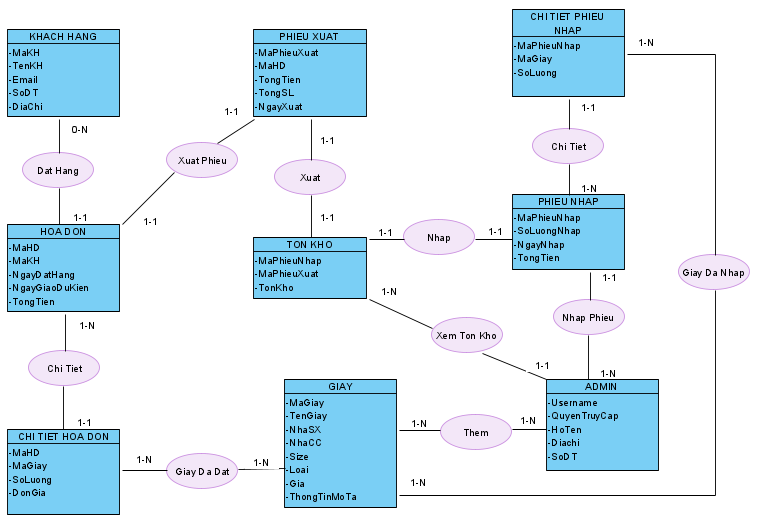 KHACH HANG
-MaKH
-TenKH
-Email
-SoDT
-DiaChi
0-N
Dat Hang
1-1
HOA DON
-MaHD
-MaKH
-NgayDatHang
-NgayGiaoDuKien
-TongTien
1-N
Chi Tiet
1-1
CHI TIET HOA DON
-MaHD
-MaGiay
-SoLuong
-DonGia
PHIEU XUAT
-MaPhieuXuat
-MaHD
-TongTien
-TongSL
-NgayXuat
1-1
Xuat Phieu
1-1
1-1
Xuat
1-1
TON KHO
-MaPhieuNhap
-MaPhieuXuat
-TonKho
1-1
Nhap
1-1
CHI TIET PHIEU
NHAP
-MaPhieuNhap
-MaGiay
-SoLuong
1-N
1-1
Chi Tiet
1-N
PHIEU NHAP
-MaPhieuNhap
-SoLuongNhap
-NgayNhap
-TongTien
Giay Da Nhap
1-1
Nhap Phieu
1-N
1-N
Xem Ton Kho
1-1
GIAY
-MaGiay
-TenGiay
-NhaSX
-NhaCC
-Size
-Loai
-Gia
-ThongTinMoTa
1-N
Them
1-N
ADMIN
-Username
-QuyenTruyCap
-HoTen
-Diachi
-SoDT
1-N
Giay Da Dat
1-N
1-N